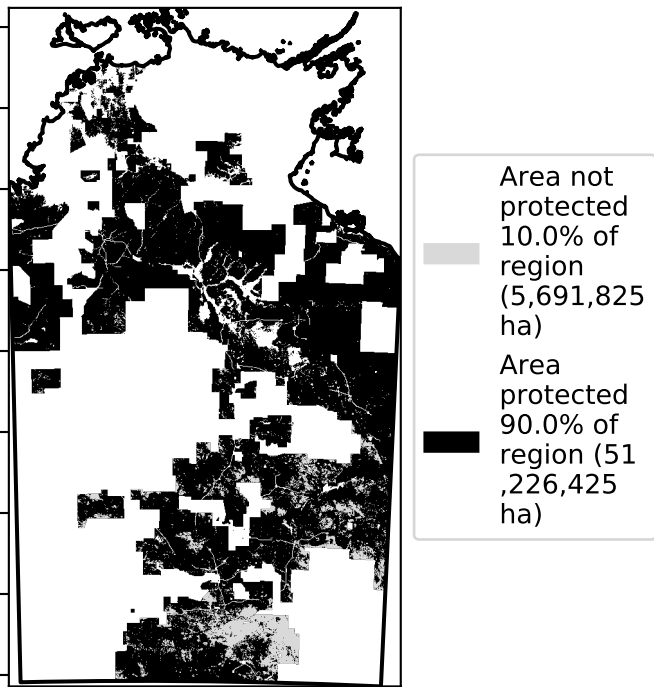 Area not
protected
10.0% of
region
(5,691,825
ha)
Area
protected
90.0% of
region (51
,226,425
ha)